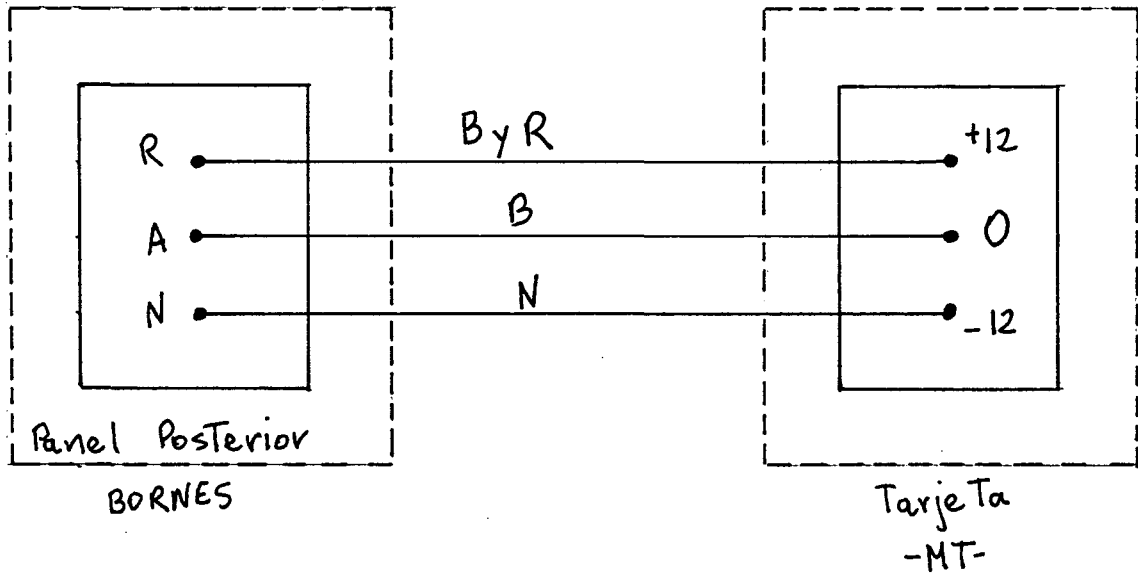 R ByR +12
A B 0
N N -12
Panel Posterior
BORNES
Tarjeta
-MT-